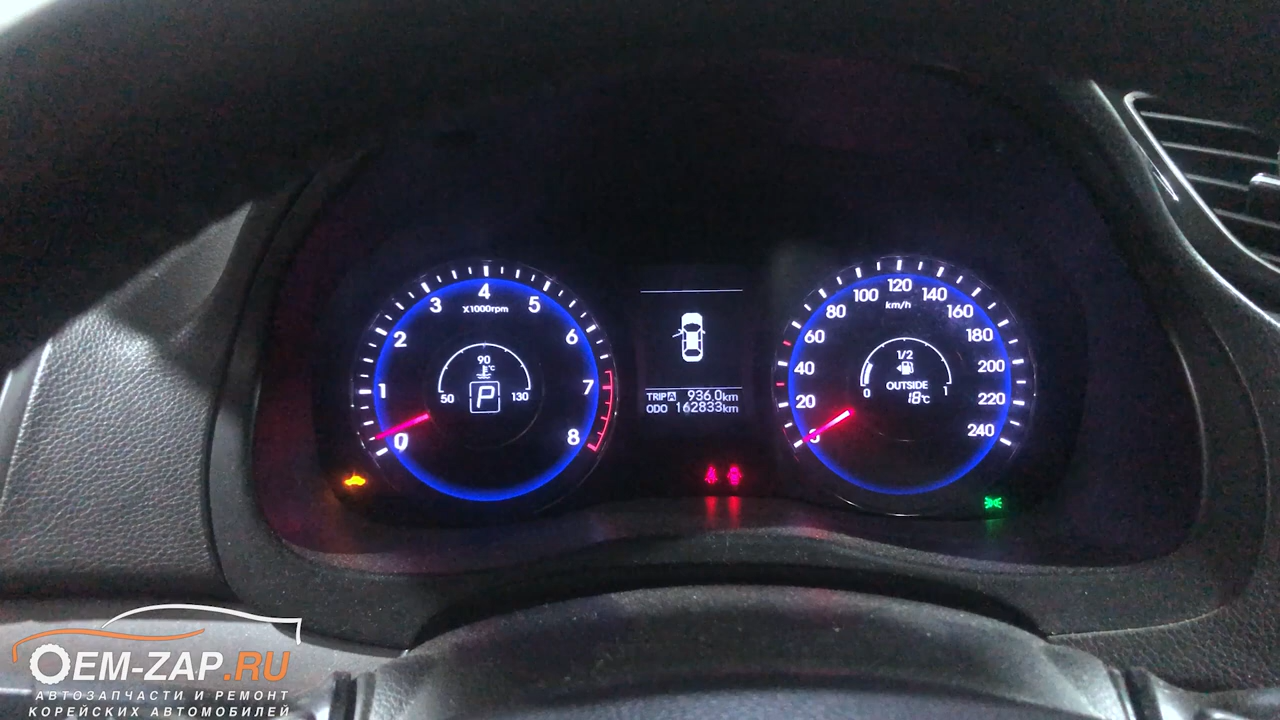 0 1 2 3 4 5 6 7 8
X1000rpm
90
°C
50 130
P
TRIP A 936.0km
ODO 162833km
0 20 40 60 80 100 120 140 160 180 200 220 240
km/h
1/2
OUTSIDE
0 1
18°C
OEM-ZAP.RU
АВТОЗАПЧАСТИ И РЕМОНТ
КОРЕЙСКИХ АВТОМОБИЛЕЙ